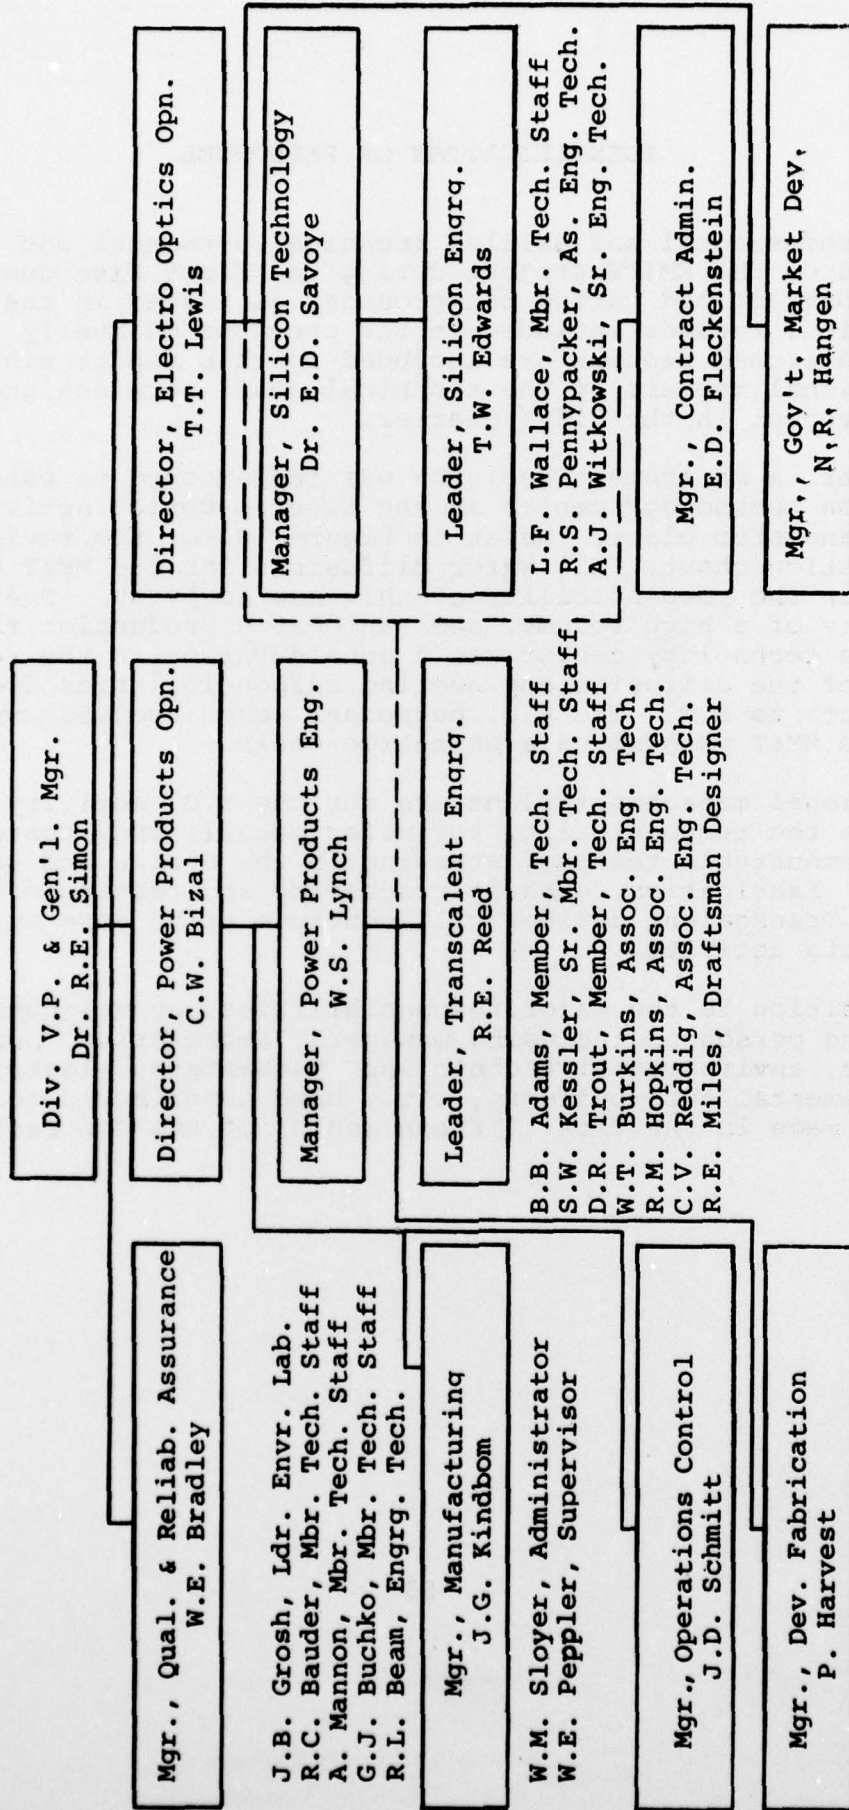 Div V.P. & Gen'l. Mgr.
Dr R.E. Simon
Mgr., Qual. & Reliab. Assurance
W.E. Bradley
Director Power Products Opn.
C.W. Bizal
Director, Electro Optics Opn.
T.T Lewis
J.B. Grosh, Ldr. Envr. Lab.
R.C. Bauder, Mbr. Tech. Staff
A. Mannon, Mbr. Tech. Staff
G.J. Buchko, Mbr. Tech. Staff
R.L. Beam, Engrg. Tech.
Manager, Power Products Eng
W.S. Lynch
Manager, Silicon Technology
Dr. E.D. Savoye
Mgr., Manufacturing
J.G. Kindbom
Leader, Transcalent Engrg
R.E. Reed
Leader, Silicon Engrg.
T W Edwards
W.M. Sloyer, Administrator
W.E. Peppler, Supervisor
B.B. Adams, Member Tech Staff
S.W. Kessler, Sr. Mbr. Tech Staff
D.R. Trout, Member, Tech. Staff
W.T. Burkins, Assoc. Eng. Tech.
R.M. Hopkins, Assoc. Eng. Tech
C.V. Reddig, Assoc. Eng Tech.
R.E. Mills, Draftsman Designer
L.F Wallace, Mbr Tech. Staff
R.S Pennypacker, As. Eng. Tech.
A.J Witkowski, Sr. Eng. Tech.
Mgr., Operations Control
J.D. Schmitt
Mgr., Contract Admin.
E.D. Fleckenstein
Mgr., Dev. Fabrication
P. Harvest
Mgr., Gov't. Market Dev.
N.R. Hangen